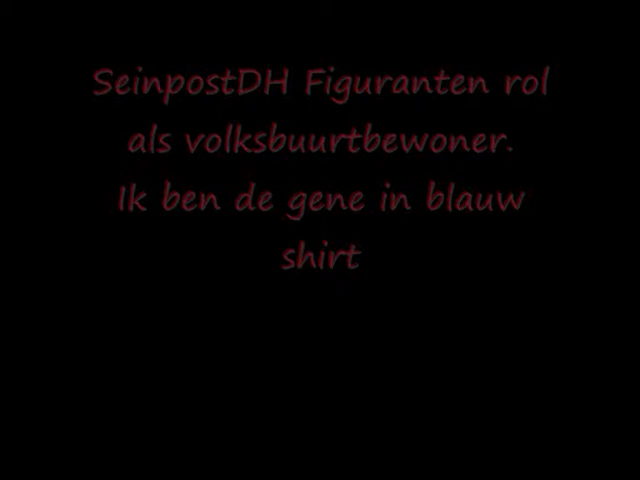 SeinpostDH Figuranten rol
als volksbuurtbewoner.
Ik ben de gene in blauw
shirt